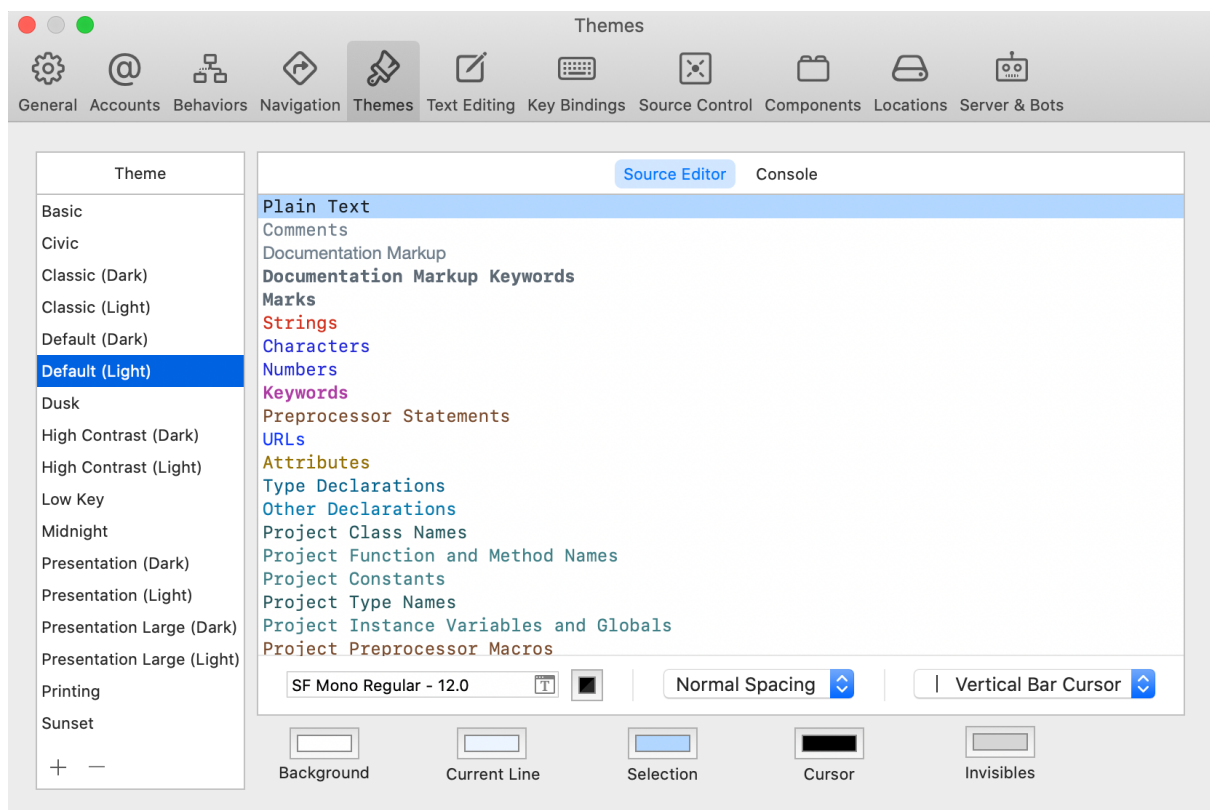 Themes
General Accounts Behaviors Navigation Themes Text Editing Key Bindings Source Control Components Locations Server & Bots
Theme
Basic
Civic
Classic (Dark)
Classic (Light)
Default (Dark)
Default (Light)
Dusk
High Contrast (Dark)
High Contrast (Light)
Low Key
Midnight
Presentation (Dark)
Presentation (Light)
Presentation Large (Dark)
Presentation Large (Light)
Printing
Sunset
Source Editor Console
Plain Text
Comments
Documentation Markup
Documentation Markup Keywords
Marks
Strings
Characters
Numbers
Keywords
Preprocessor Statements
URLs
Attributes
Type Declarations
Other Declarations
Project Class Names
Project Function and Method Names
Project Constants
Project Type Names
Project Instance Variables and Globals
Project Preprocessor Macros
SF Mono Regular - 12.0 Normal Spacing Vertical Bar Cursor
Background Current Line Selection Cursor Invisibles